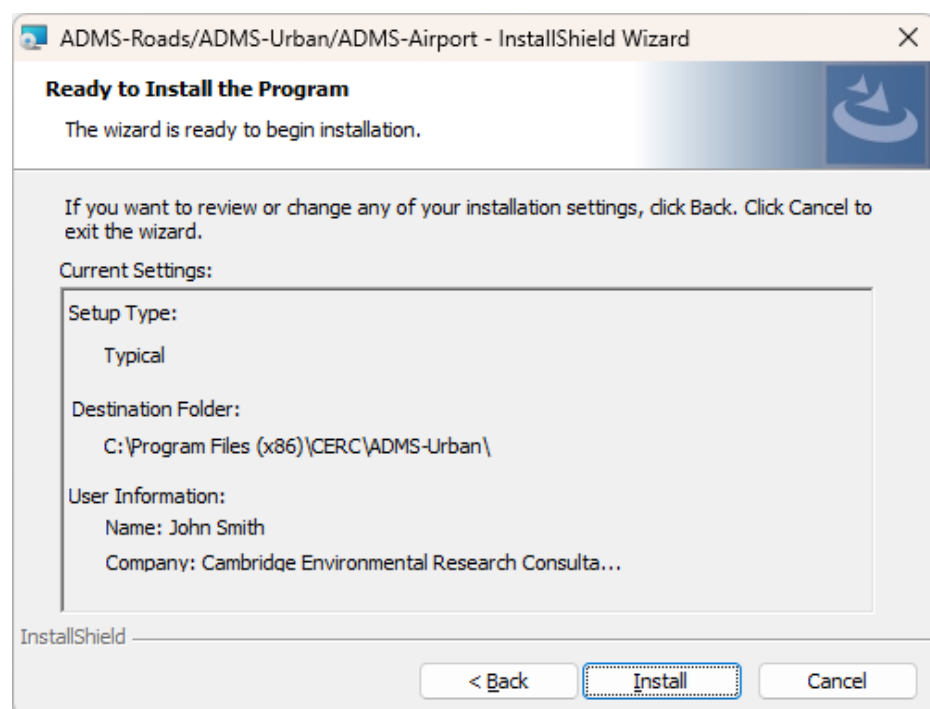 ADMS-Roads/ADMS-Urban/ADMS-Airport - InstallShield Wizard
Ready to Install the Program
The wizard is ready to begin installation.
If you want to review or change any of your installation settings, click Back. Click Cancel to
exit the wizard.
Current Settings:
Setup Type:
Typical
Destination Folder:
C:\Program Files (x86)\CERC\ADMS-Urban\
User Information:
Name: John Smith
Company: Cambridge Environmental Research Consulta...
InstallShield
< Back
Install
Cancel